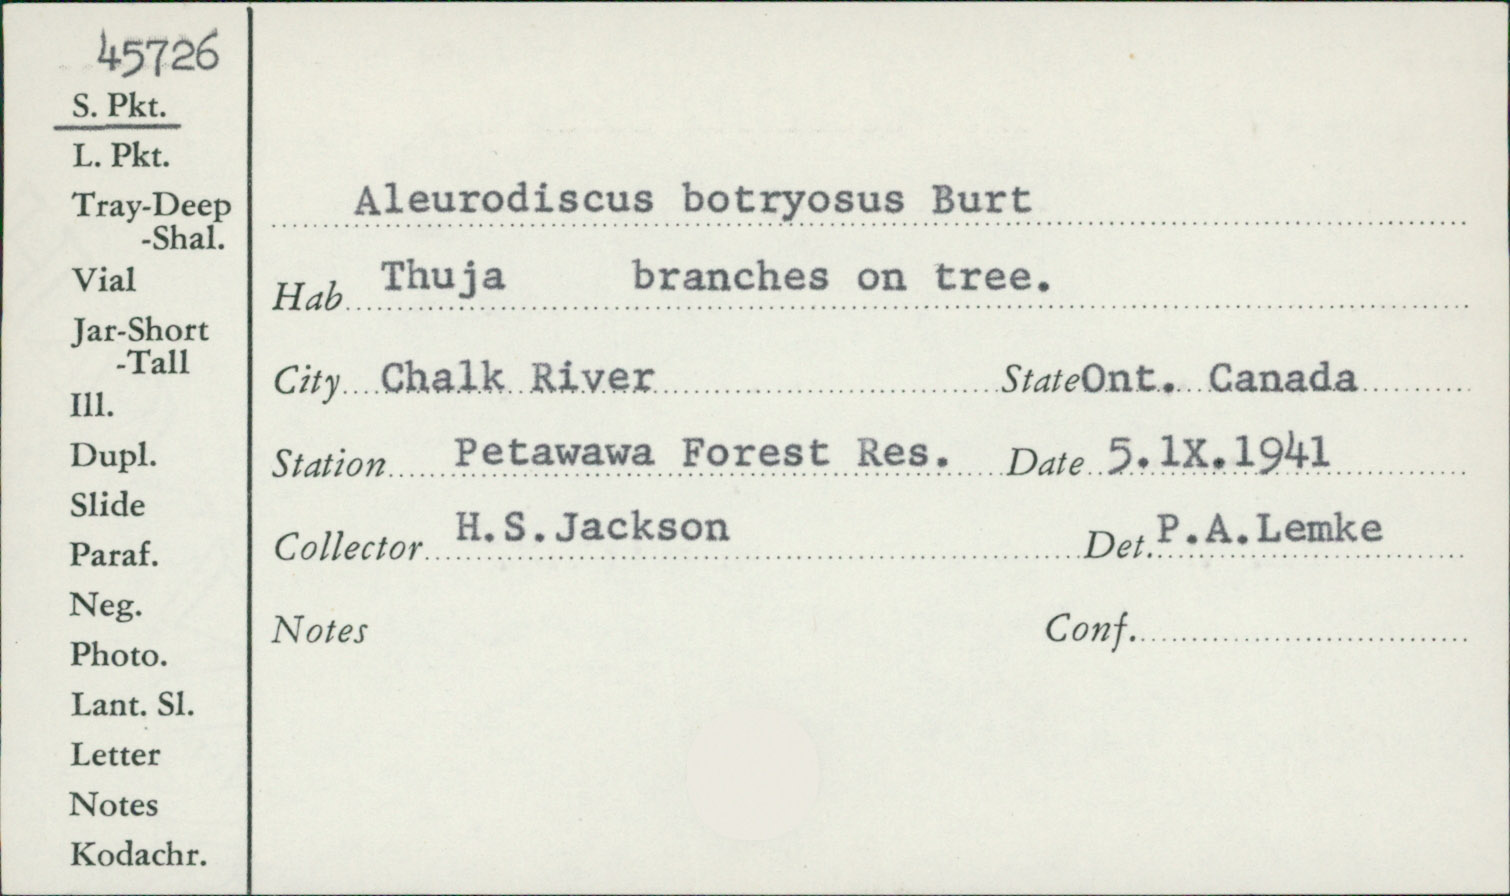 45726
S. Pkt.
L. Pkt.
Tray-Deep
-Shal.
Vial
Jar-Short
-Tall
Ill.
Dupl.
Slide
Paraf.
Neg.
Photo.
Lant. Sl.
Letter
Notes
Kodachr.
Aleurodiscus botryosus Burt
Hab Thuja branches on tree.
City Chalk River State Ont. Canada
Station Petawawa Forest Res. Date 5.1X.1941
Collector H.S.Jackson Det. P.A.Lemke
Notes Conf.